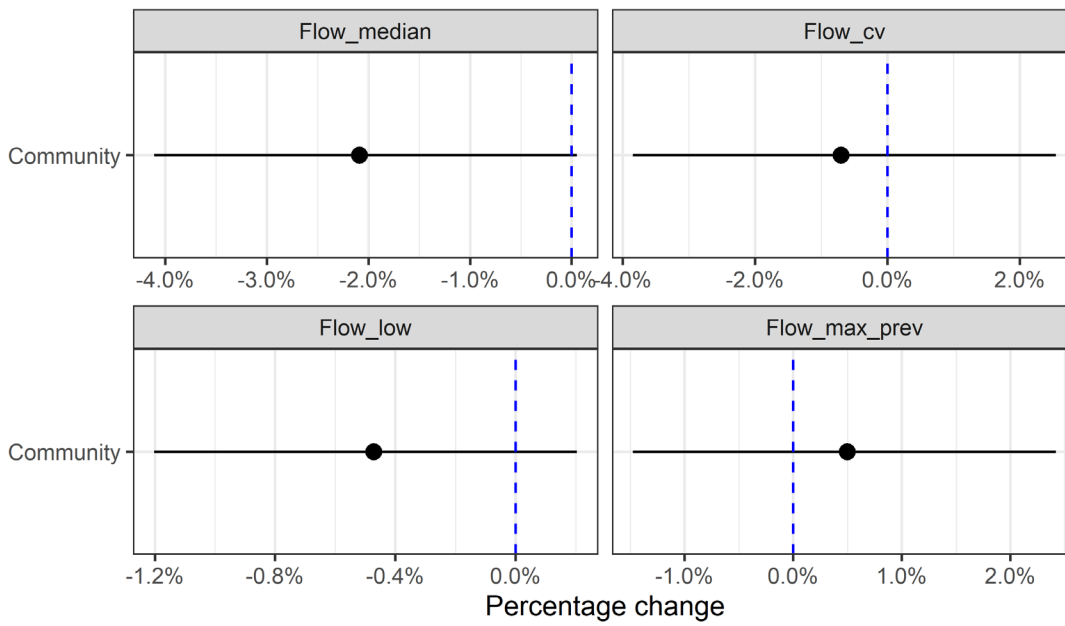 Flow_median
Flow_cv
Community
-4.0%
-3.0%
-2.0%
-1.0%
0.0%
-4.0%
-2.0%
0.0%
2.0%
Flow_low
Flow_max_prev
Community
-1.2%
-0.8%
-0.4%
0.0%
-1.0%
0.0%
1.0%
2.0%
Percentage change